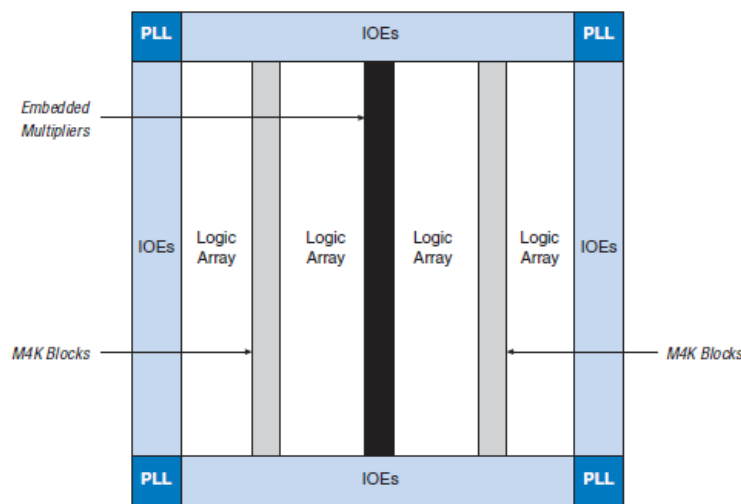 PLL
IOEs
PLL
Embedded
Multipliers
IOEs
Logic
Array
Logic
Array
Logic
Array
Logic
Array
IOEs
M4K Blocks
M4K Blocks
PLL
IOEs
PLL